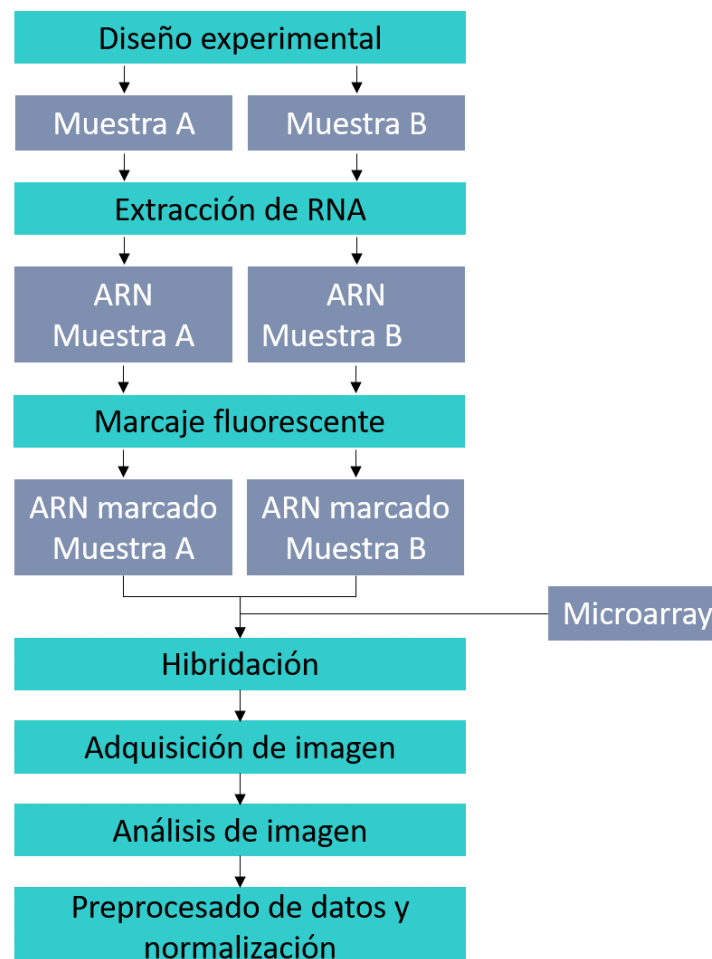 Diseño experimental
Muestra A
Muestra B
Extracción de RNA
ARN
Muestra A
ARN
Muestra B
Marcaje fluorescente
ARN marcado
Muestra A
ARN marcado
Muestra B
Microarray
Hibridación
Adquisición de imagen
Análisis de imagen
Preprocesado de datos y
normalización